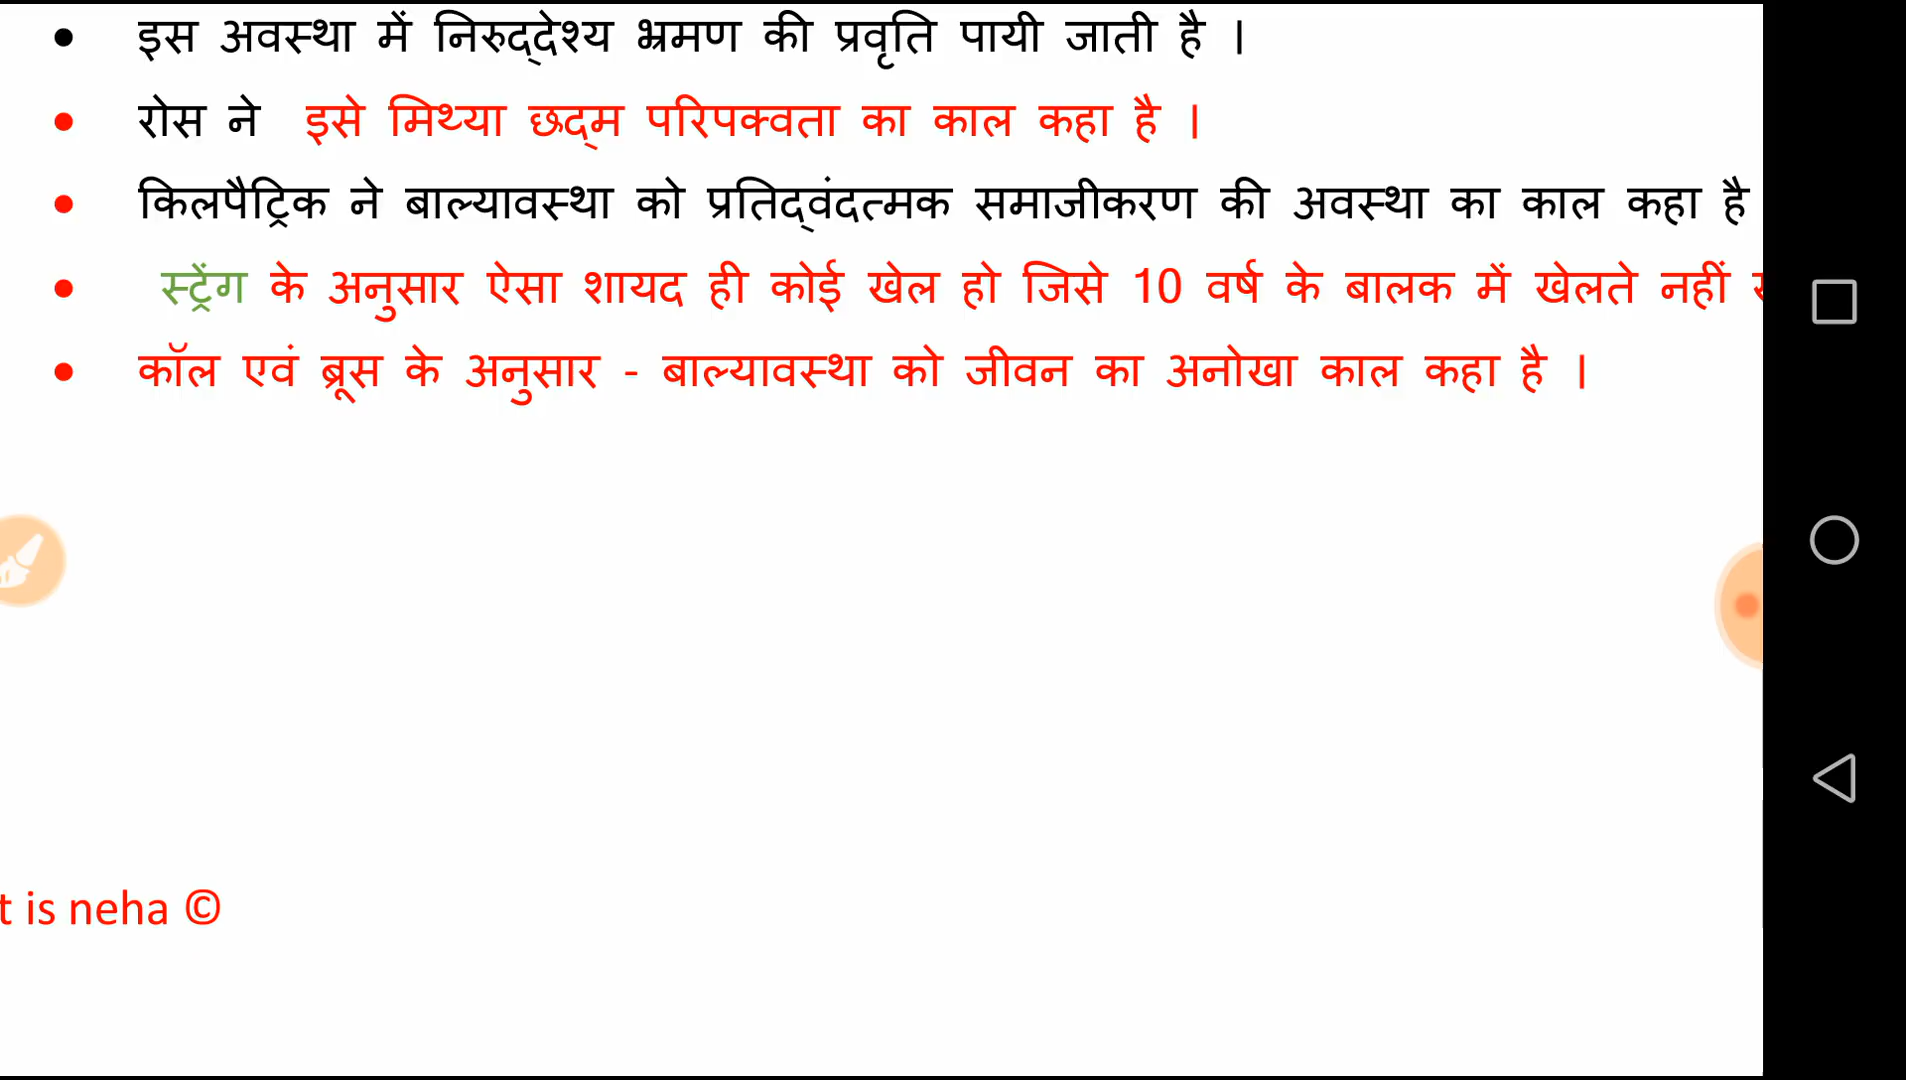 • इस अवस्था में निरुद्देश्य भ्रमण की प्रवृति पायी जाती है ।
• रोस ने इसे मिथ्या छद्म परिपक्वता का काल कहा है ।
• किलपैट्रिक ने बाल्यावस्था को प्रतिद्वंदत्मक समाजीकरण की अवस्था का काल कहा है
• स्ट्रेंग के अनुसार ऐसा शायद ही कोई खेल हो जिसे 10 वर्ष के बालक में खेलते नहीं
• कॉल एवं ब्रूस के अनुसार - बाल्यावस्था को जीवन का अनोखा काल कहा है ।
t is neha ©